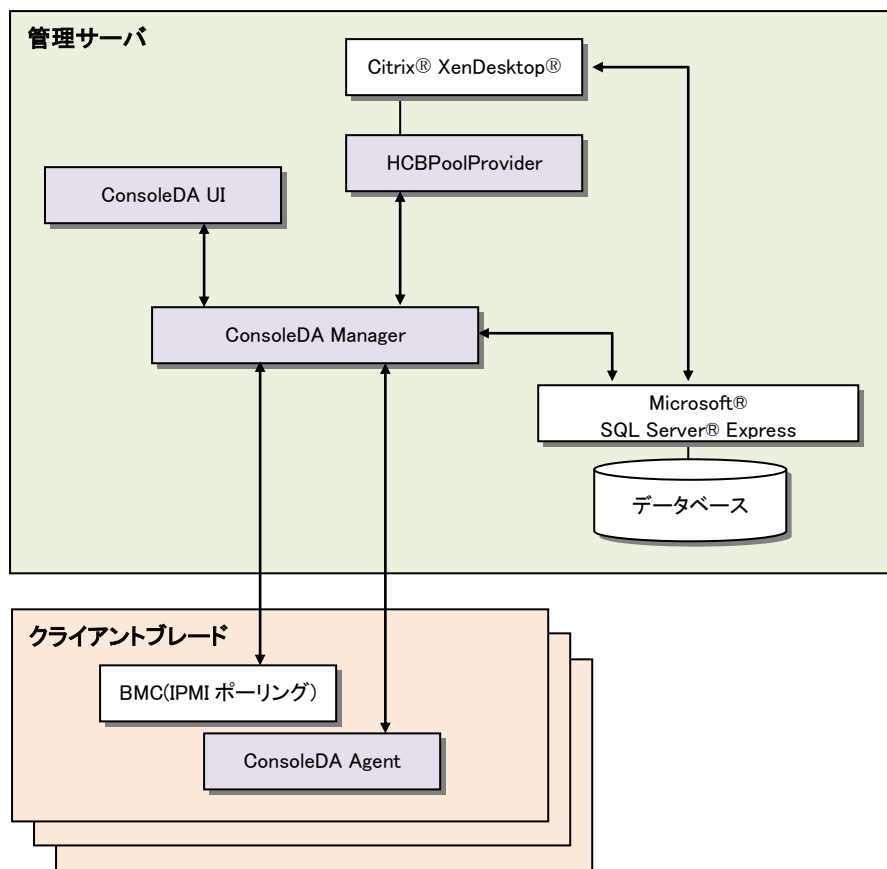 管理サーバ
Citrix® XenDesktop®
HCBPoolProvider
ConsoleDA UI
ConsoleDA Manager
Microsoft®
SQL Server® Express
データベース
クライアントブレード
BMC(IPMI ポーリング)
ConsoleDA Agent